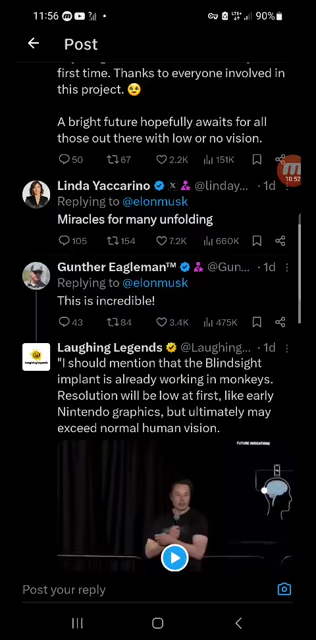 11:56
LTE+
90%
Post
first time. Thanks to everyone involved in
this project. 🥺
A bright future hopefully awaits for all
those out there with low or no vision.
50 67 2.2K 151K
10:52
Linda Yaccarino @linday... · 1d
Replying to @elonmusk
Miracles for many unfolding
105 154 7.2K 660K
Gunther Eagleman™ @Gun... · 1d
Replying to @elonmusk
This is incredible!
43 84 3.4K 475K
Laughing Legends @Laughing... · 1d
"I should mention that the Blindsight
implant is already working in monkeys.
Resolution will be low at first, like early
Nintendo graphics, but ultimately may
exceed normal human vision.
FUTURE INDICATIONS
Post your reply